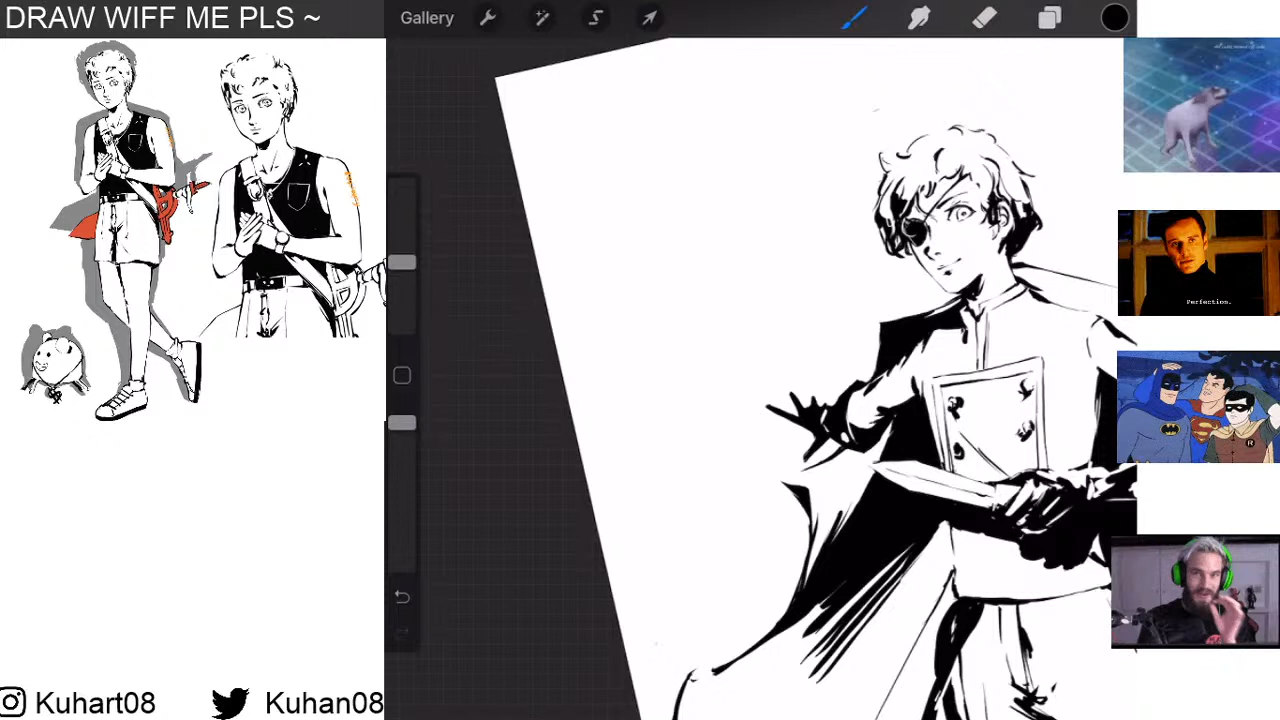 DRAW WIFF ME PLS ~
Gallery
Perfection.
R
Kuhart08
Kuhan08